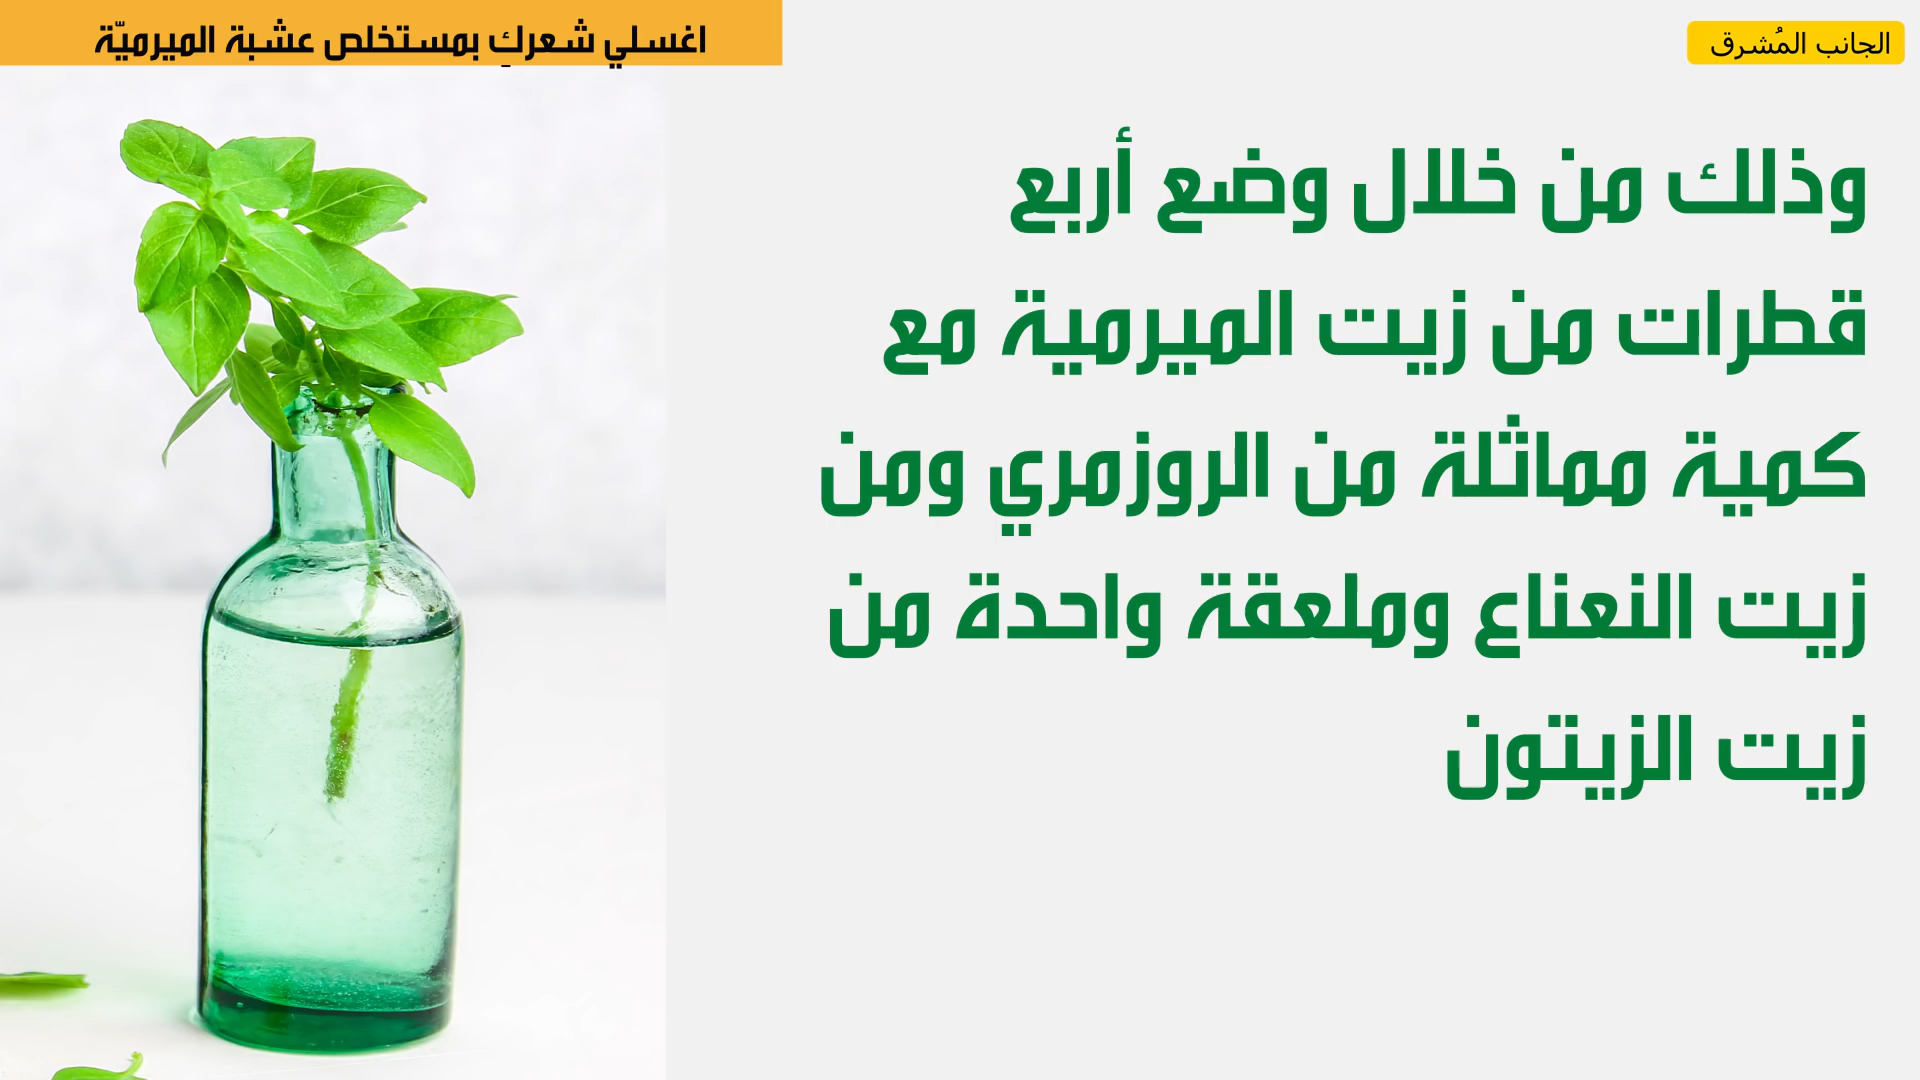 الجانب المُشرق
اغسلي شعركِ بمستخلص عشبة الميرميّة
وذلك من خلال وضع أربع
قطرات من زيت الميرمية مع
كمية مماثلة من الروزمري ومن
زيت النعناع وملعقة واحدة من
زيت الزيتون